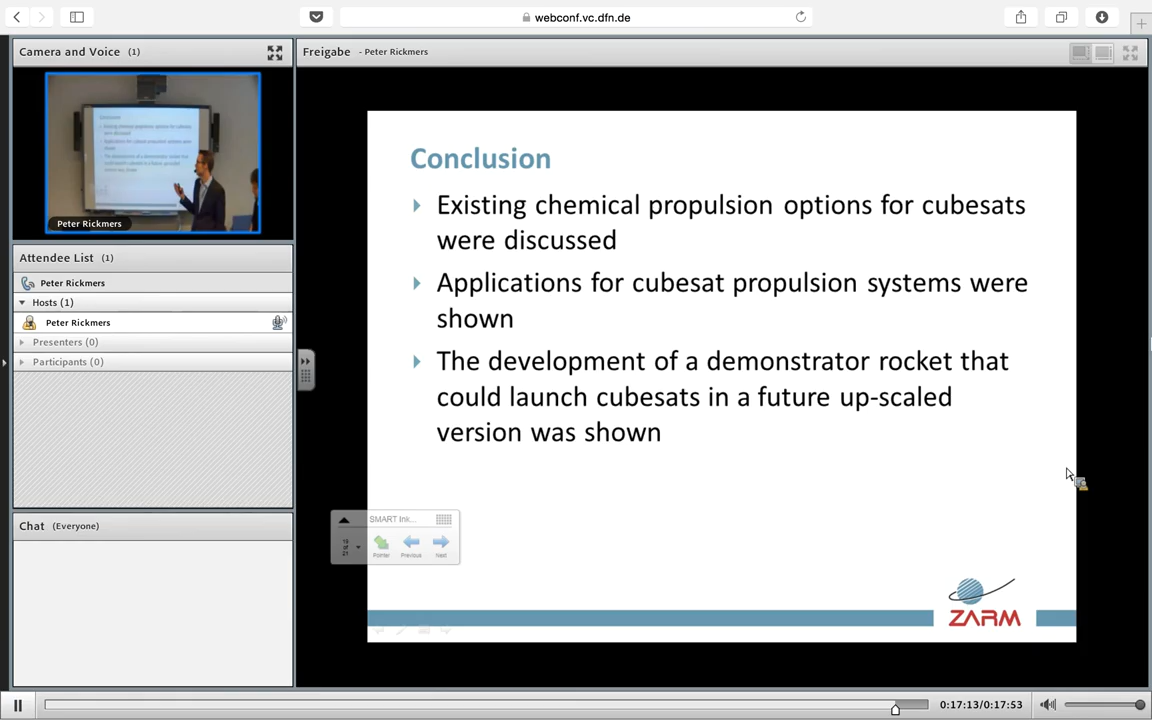 webconf.vc.dfn.de
Camera and Voice (1)
Peter Rickmers
Attendee List (1)
Peter Rickmers
Hosts (1)
Peter Rickmers
Presenters (0)
Participants (0)
Chat (Everyone)
Freigabe - Peter Rickmers
Conclusion
Existing chemical propulsion options for cubesats
were discussed
Applications for cubesat propulsion systems were
shown
The development of a demonstrator rocket that
could launch cubesats in a future up-scaled
version was shown
SMART Ink...
19
of
21
Pointer
Previous
Next
ZARM
0:17:13/0:17:53